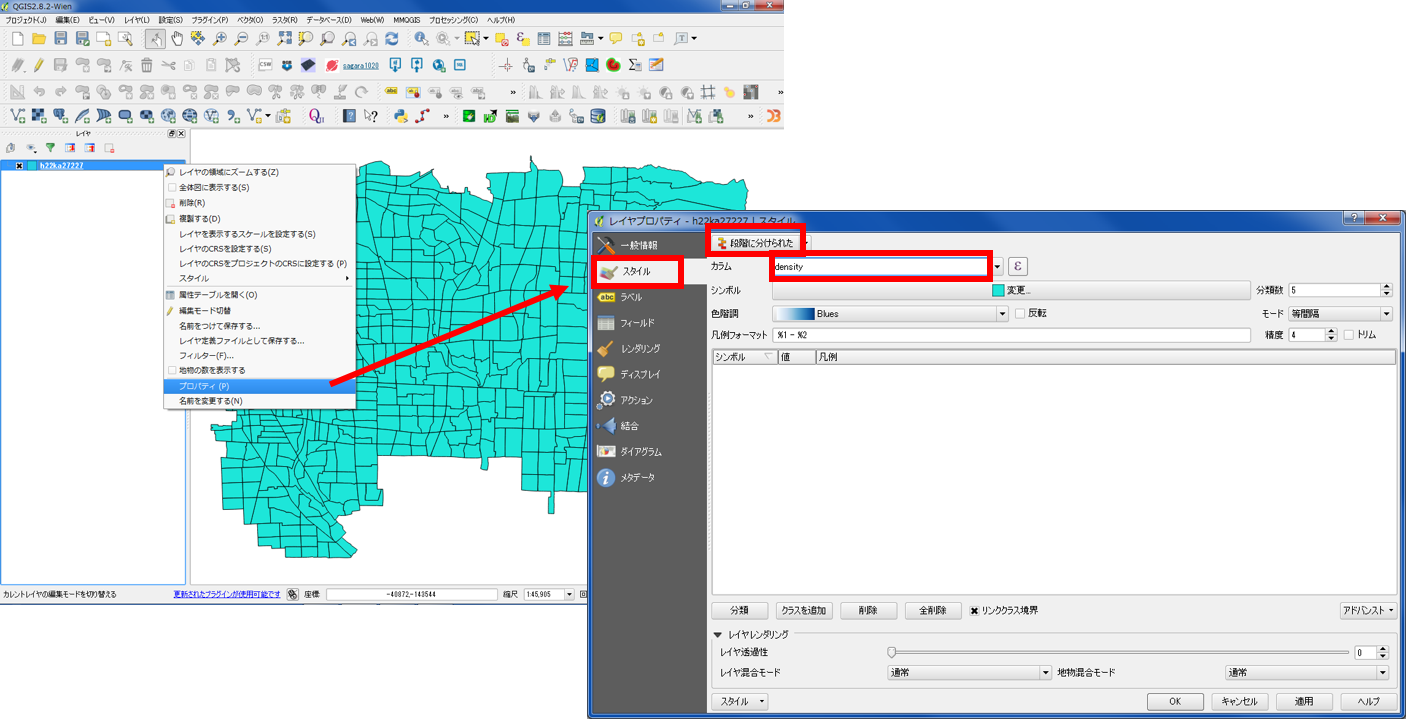 QGIS2.8.2-Wien
プロジェクト(J) 編集(E) ビュー(V) レイヤ(L) 設定(S) プラグイン(P) ベクタ(O) ラスタ(R) データベース(D) Web(W) MMQGIS プロセッシング(C) ヘルプ(H)
CSW
sagara1020
レイヤ
h22ka27227
レイヤの領域にズームする(Z)
全体図に表示する(S)
削除(R)
複製する(D)
レイヤを表示するスケールを設定する(S)
レイヤのCRSを設定する(S)
レイヤのCRSをプロジェクトのCRSに設定する (P)
スタイル
属性テーブルを開く(O)
編集モード切替
名前をつけて保存する...
レイヤ定義ファイルとして保存する...
フィルター(F)...
地物の数を表示する
プロパティ (P)
名前を変更する(N)
カレントレイヤの編集モードを切り替える 更新されたプラグインが使用可能です 座標 -40872,-143544 縮尺 1:45,905
レイヤプロパティ - h22ka27227 | スタイル
一般情報
スタイル
ラベル
フィールド
レンダリング
ディスプレイ
アクション
結合
ダイアグラム
メタデータ
段階に分けられた
カラム density ε
シンボル 変更... 分類数 5
色階調 Blues 反転 モード 等間隔
凡例フォーマット %1 - %2 精度 4 トリム
シンボル 値 凡例
分類 クラスを追加 削除 全削除 リンククラス境界 アドバンスト
レイヤレンダリング
レイヤ透過性 0
レイヤ混合モード 通常 地物混合モード 通常
スタイル OK キャンセル 適用 ヘルプ